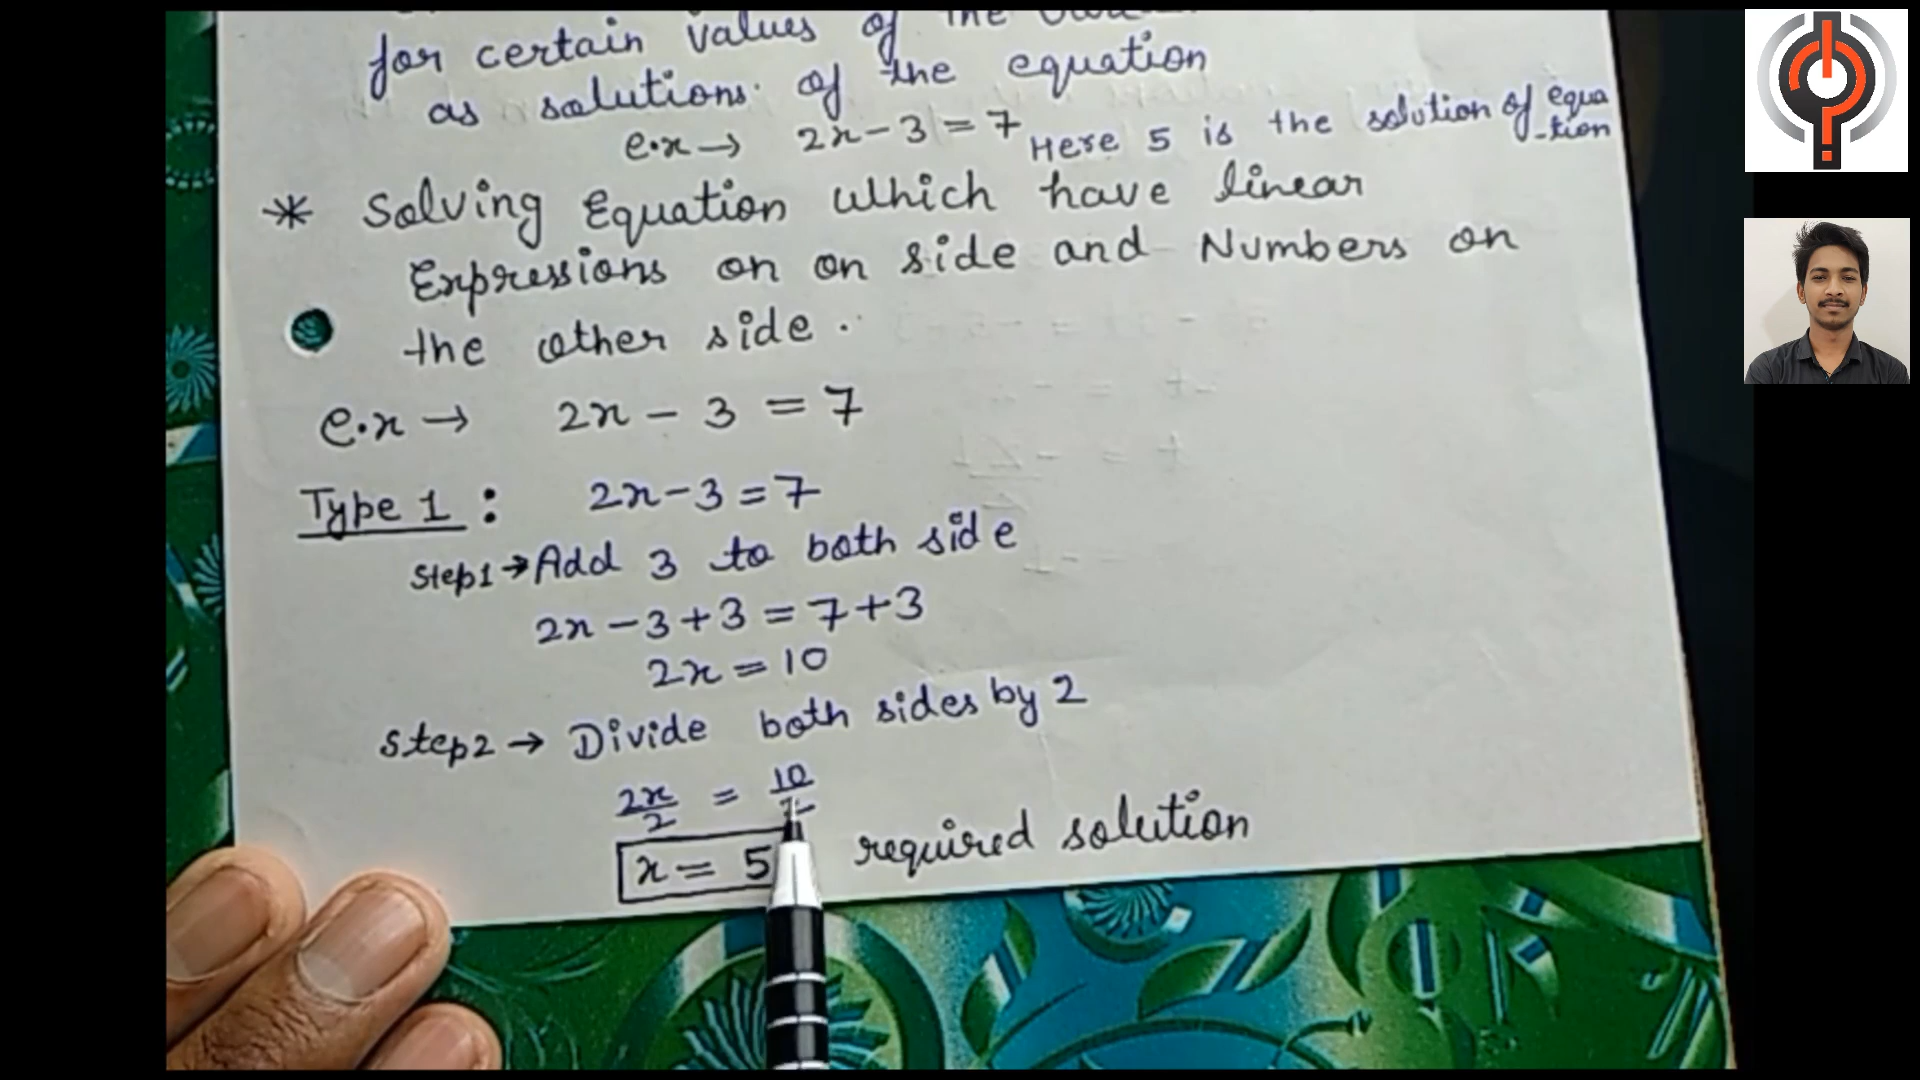 for certain values of the
as solutions of the equation
e.x → 2x - 3 = 7 Here 5 is the solution of equa
-tion
* Solving Equation which have linear
Expressions on on side and Numbers on
the other side.
e.x → 2x - 3 = 7
Type 1 : 2x - 3 = 7
Step1 → Add 3 to both side
2x - 3 + 3 = 7 + 3
2x = 10
Step2 → Divide both sides by 2
2x/2 = 10/2
x = 5 required solution